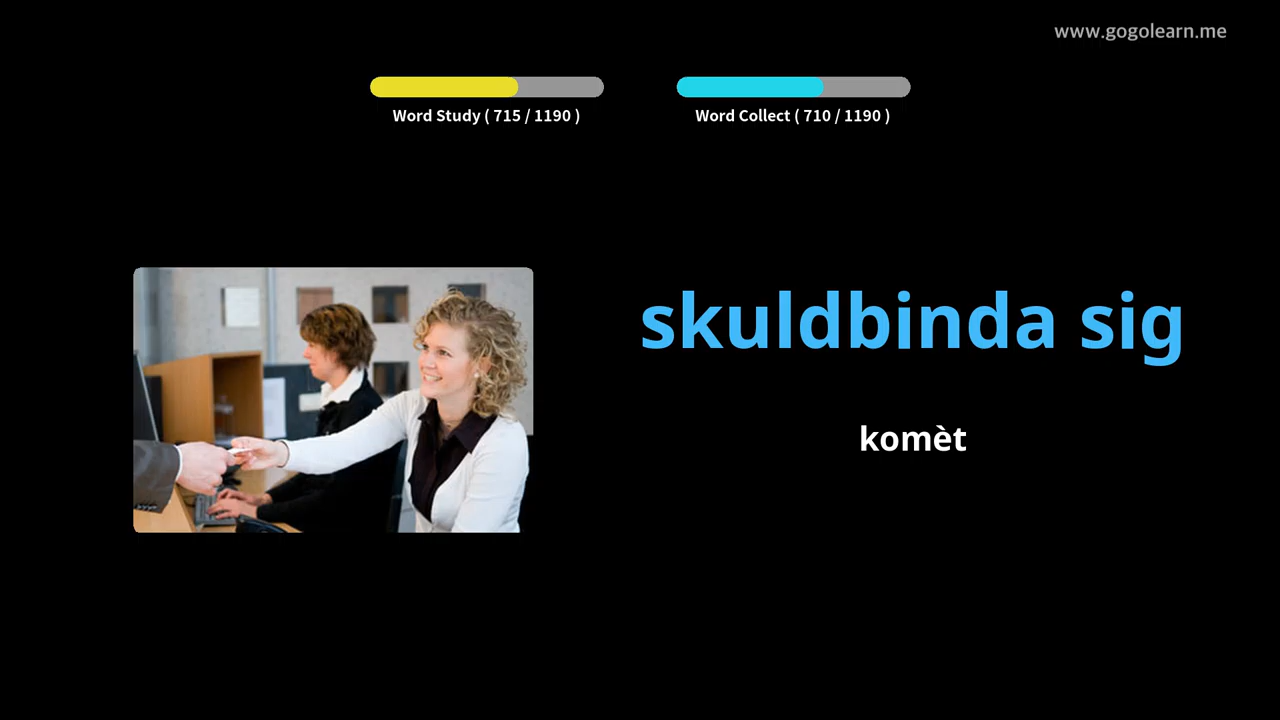 www.gogolearn.me
Word Study ( 715 / 1190 )
Word Collect ( 710 / 1190 )
skuldbinda sig
komèt